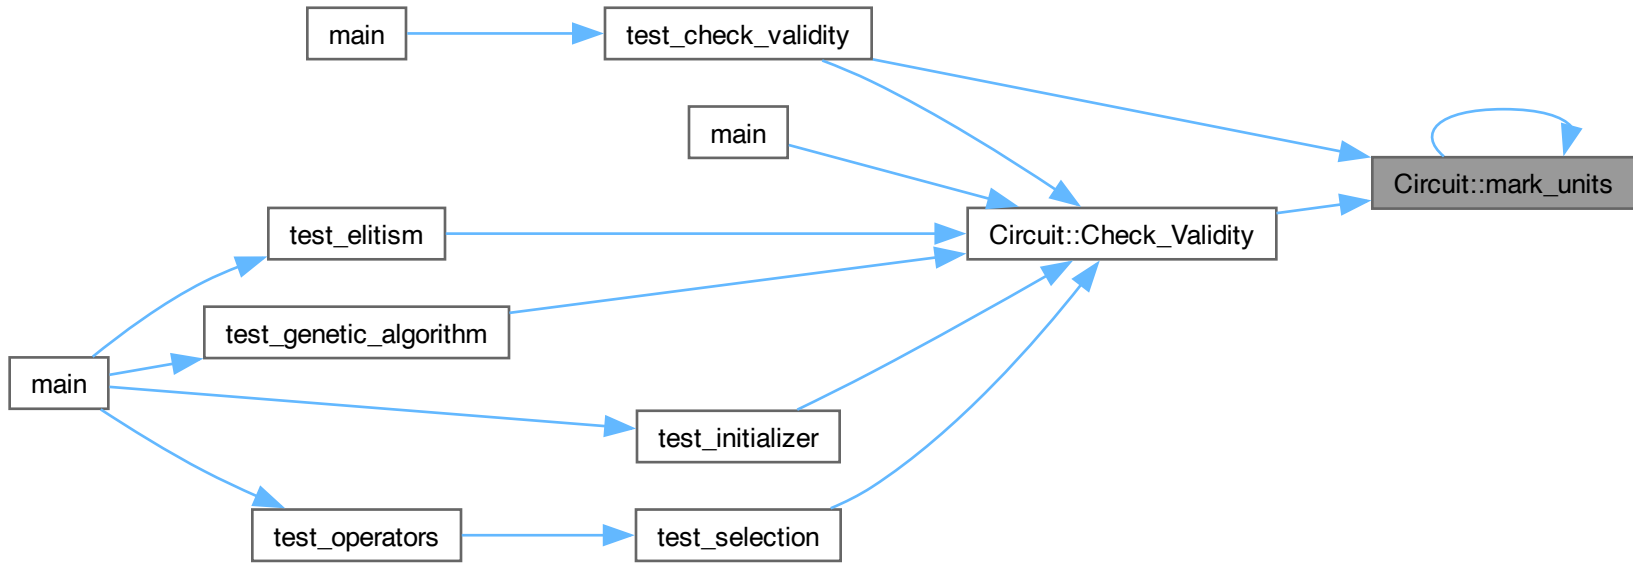 main
test_check_validity
main
Circuit::mark_units
test_elitism
Circuit::Check_Validity
test_genetic_algorithm
main
test_initializer
test_operators
test_selection